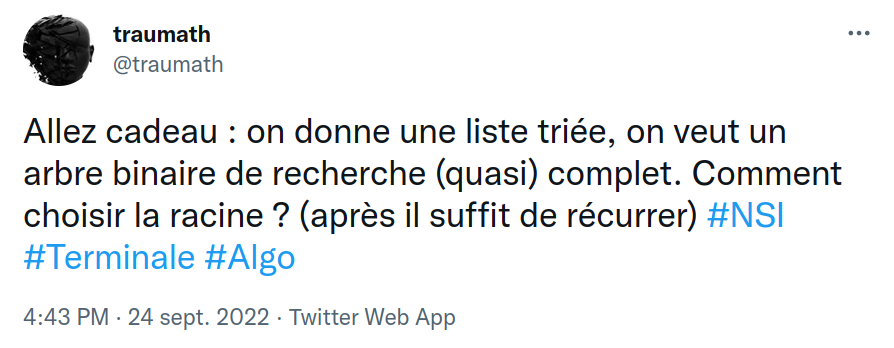 traumath
@traumath
Allez cadeau : on donne une liste triée, on veut un
arbre binaire de recherche (quasi) complet. Comment
choisir la racine ? (après il suffit de récurrer) #NSI
#Terminale #Algo
4:43 PM · 24 sept. 2022 · Twitter Web App